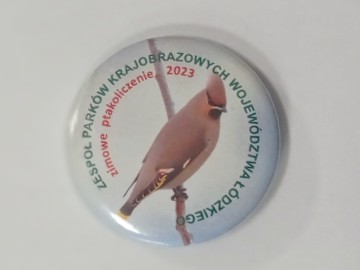 ZESPÓŁ PARKÓW KRAJOBRAZOWYCH WOJEWÓDZTWA ŁÓDZKIEGO
zimowe ptakoliczenie 2023